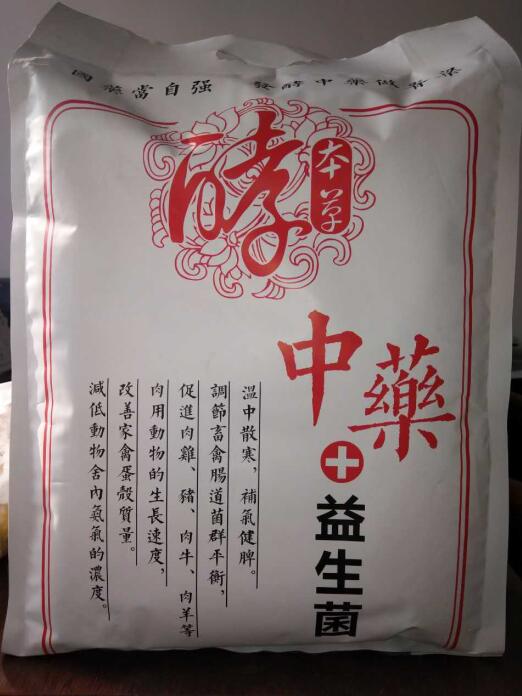 國藥當自强 發酵中藥做脊梁
酵
本草
中藥
+
益生菌
溫中散寒，補氣健脾。
調節畜禽腸道菌群平衡，
促進肉雞、豬、肉牛、肉羊等
肉用動物的生長速度，
改善家禽蛋殼質量。
減低動物舍內氨氣的濃度。